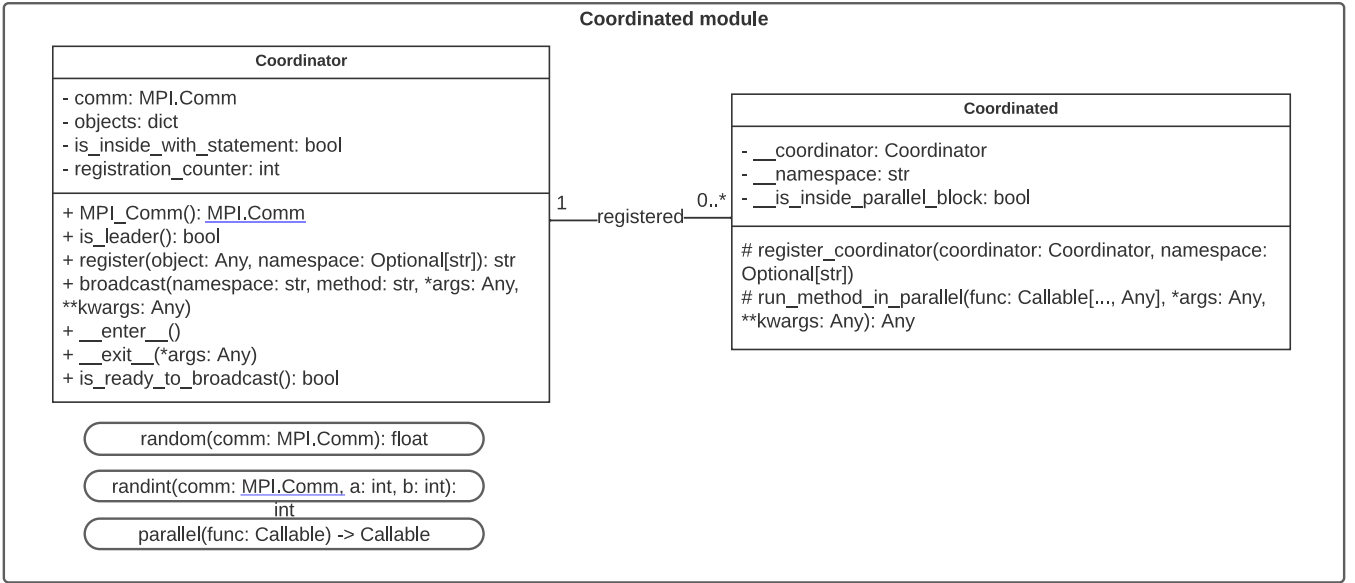 Coordinated module
Coordinator
- comm: MPI.Comm
- objects: dict
- is_inside_with_statement: bool
- registration_counter: int
+ MPI_Comm(): MPI.Comm
+ is_leader(): bool
+ register(object: Any, namespace: Optional[str]): str
+ broadcast(namespace: str, method: str, *args: Any,
**kwargs: Any)
+ __enter__()
+ __exit__(*args: Any)
+ is_ready_to_broadcast(): bool
1
registered
0..*
Coordinated
- __coordinator: Coordinator
- __namespace: str
- __is_inside_parallel_block: bool
# register_coordinator(coordinator: Coordinator, namespace:
Optional[str])
# run_method_in_parallel(func: Callable[..., Any], *args: Any,
**kwargs: Any): Any
random(comm: MPI.Comm): float
randint(comm: MPI.Comm, a: int, b: int):
int
parallel(func: Callable) -> Callable